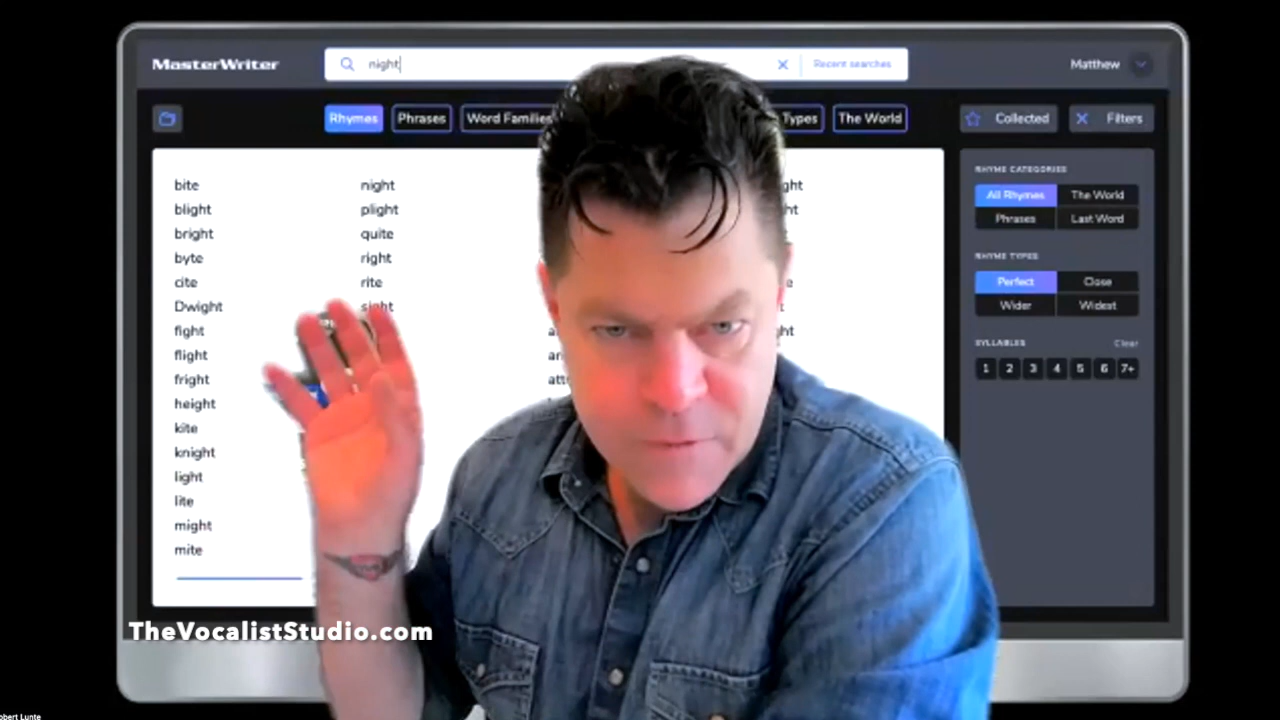 MasterWriter
night
Recent searches
Matthew
Rhymes
Phrases
Word Families
Types
The World
Collected
Filters
bite
blight
bright
byte
cite
Dwight
fight
flight
fright
height
kite
knight
light
lite
might
mite
night
plight
quite
right
rite
sight
RHYME CATEGORIES
All Rhymes The World
Phrases Last Word
RHYME TYPES
Perfect Close
Wider Widest
SYLLABLES Clear
1 2 3 4 5 6 7+
TheVocalistStudio.com
obert Lunte